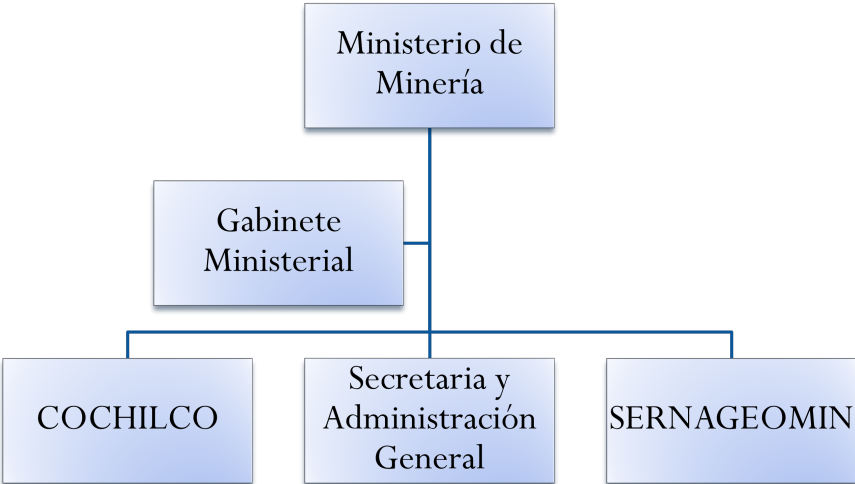 Ministerio de
Minería
Gabinete
Ministerial
COCHILCO
Secretaria y
Administración
General
SERNAGEOMIN